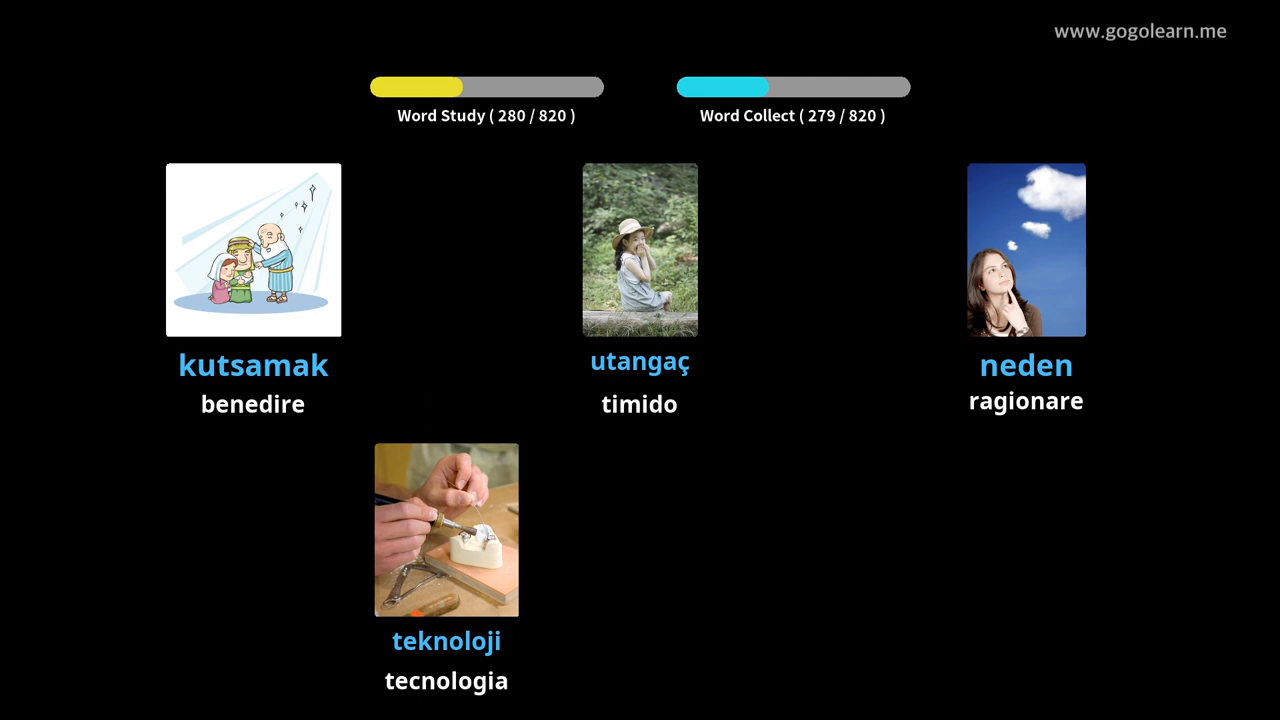 www.gogolearn.me
Word Study ( 280 / 820 )
Word Collect ( 279 / 820 )
kutsamak
benedire
utangaç
timido
neden
ragionare
teknoloji
tecnologia